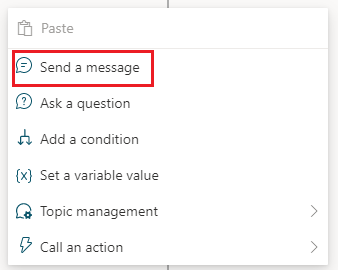 Paste
Send a message
Ask a question
Add a condition
{x} Set a variable value
Topic management
Call an action